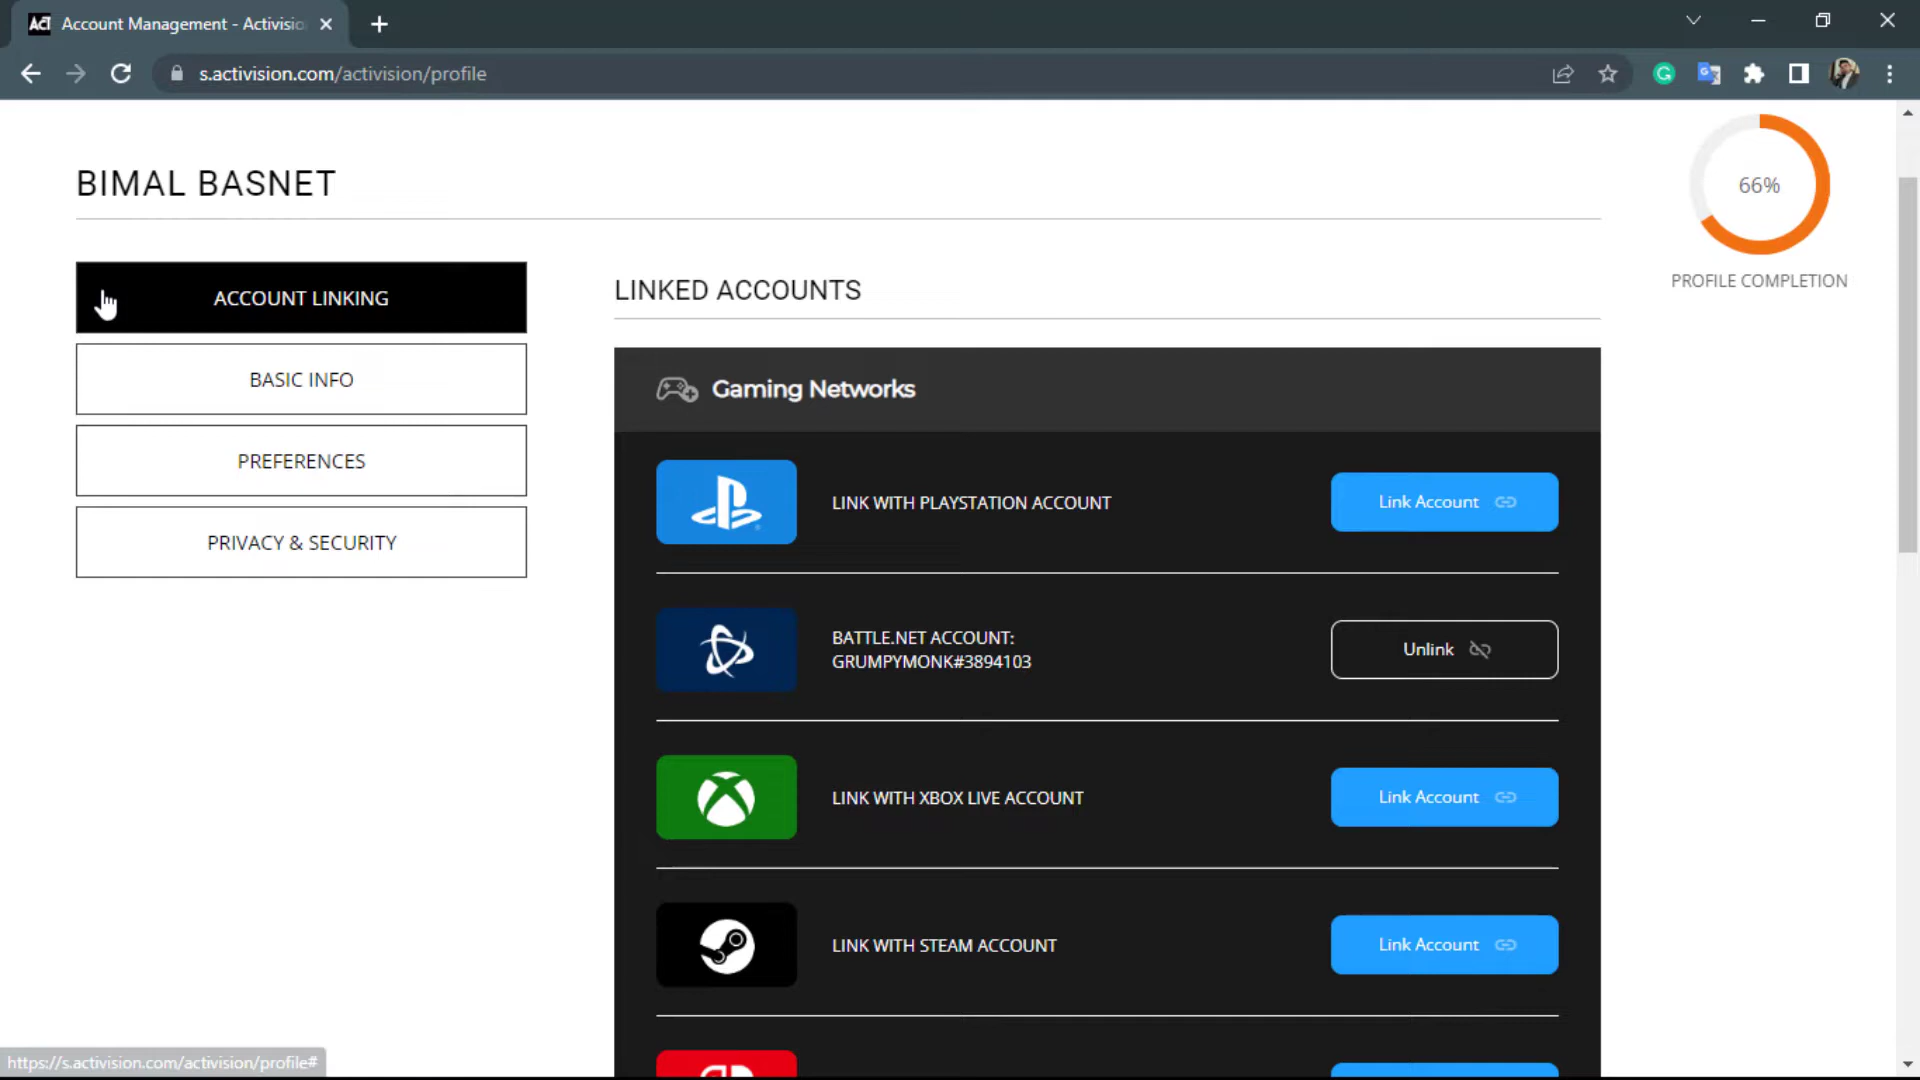 Account Management - Activisio
s.activision.com/activision/profile
BIMAL BASNET
66%
PROFILE COMPLETION
ACCOUNT LINKING
BASIC INFO
PREFERENCES
PRIVACY & SECURITY
LINKED ACCOUNTS
Gaming Networks
LINK WITH PLAYSTATION ACCOUNT
Link Account
BATTLE.NET ACCOUNT:
GRUMPYMONK#3894103
Unlink
LINK WITH XBOX LIVE ACCOUNT
Link Account
LINK WITH STEAM ACCOUNT
Link Account
https://s.activision.com/activision/profile#